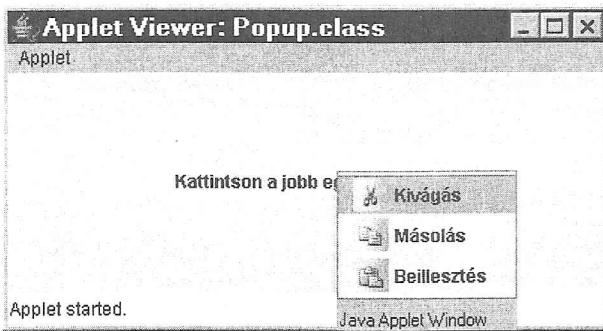 Applet Viewer: Popup.class
Applet
Kattintson a jobb
Kivágás
Másolás
Beillesztés
Applet started.
Java Applet Window